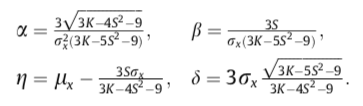 α = 3√(3K−4S²−9) / σ_x²(3K−5S²−9), β = 3S / σ_x(3K−5S²−9),
η = μ_x − 3Sσ_x / 3K−4S²−9, δ = 3σ_x √(3K−5S²−9) / 3K−4S²−9.